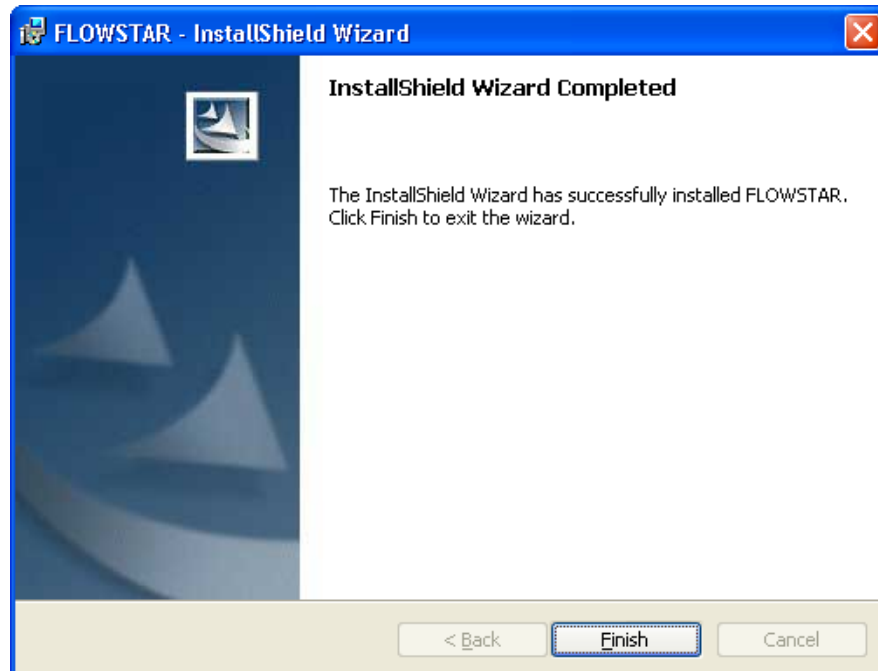 FLOWSTAR - InstallShield Wizard
InstallShield Wizard Completed
The InstallShield Wizard has successfully installed FLOWSTAR.
Click Finish to exit the wizard.
< Back Finish Cancel